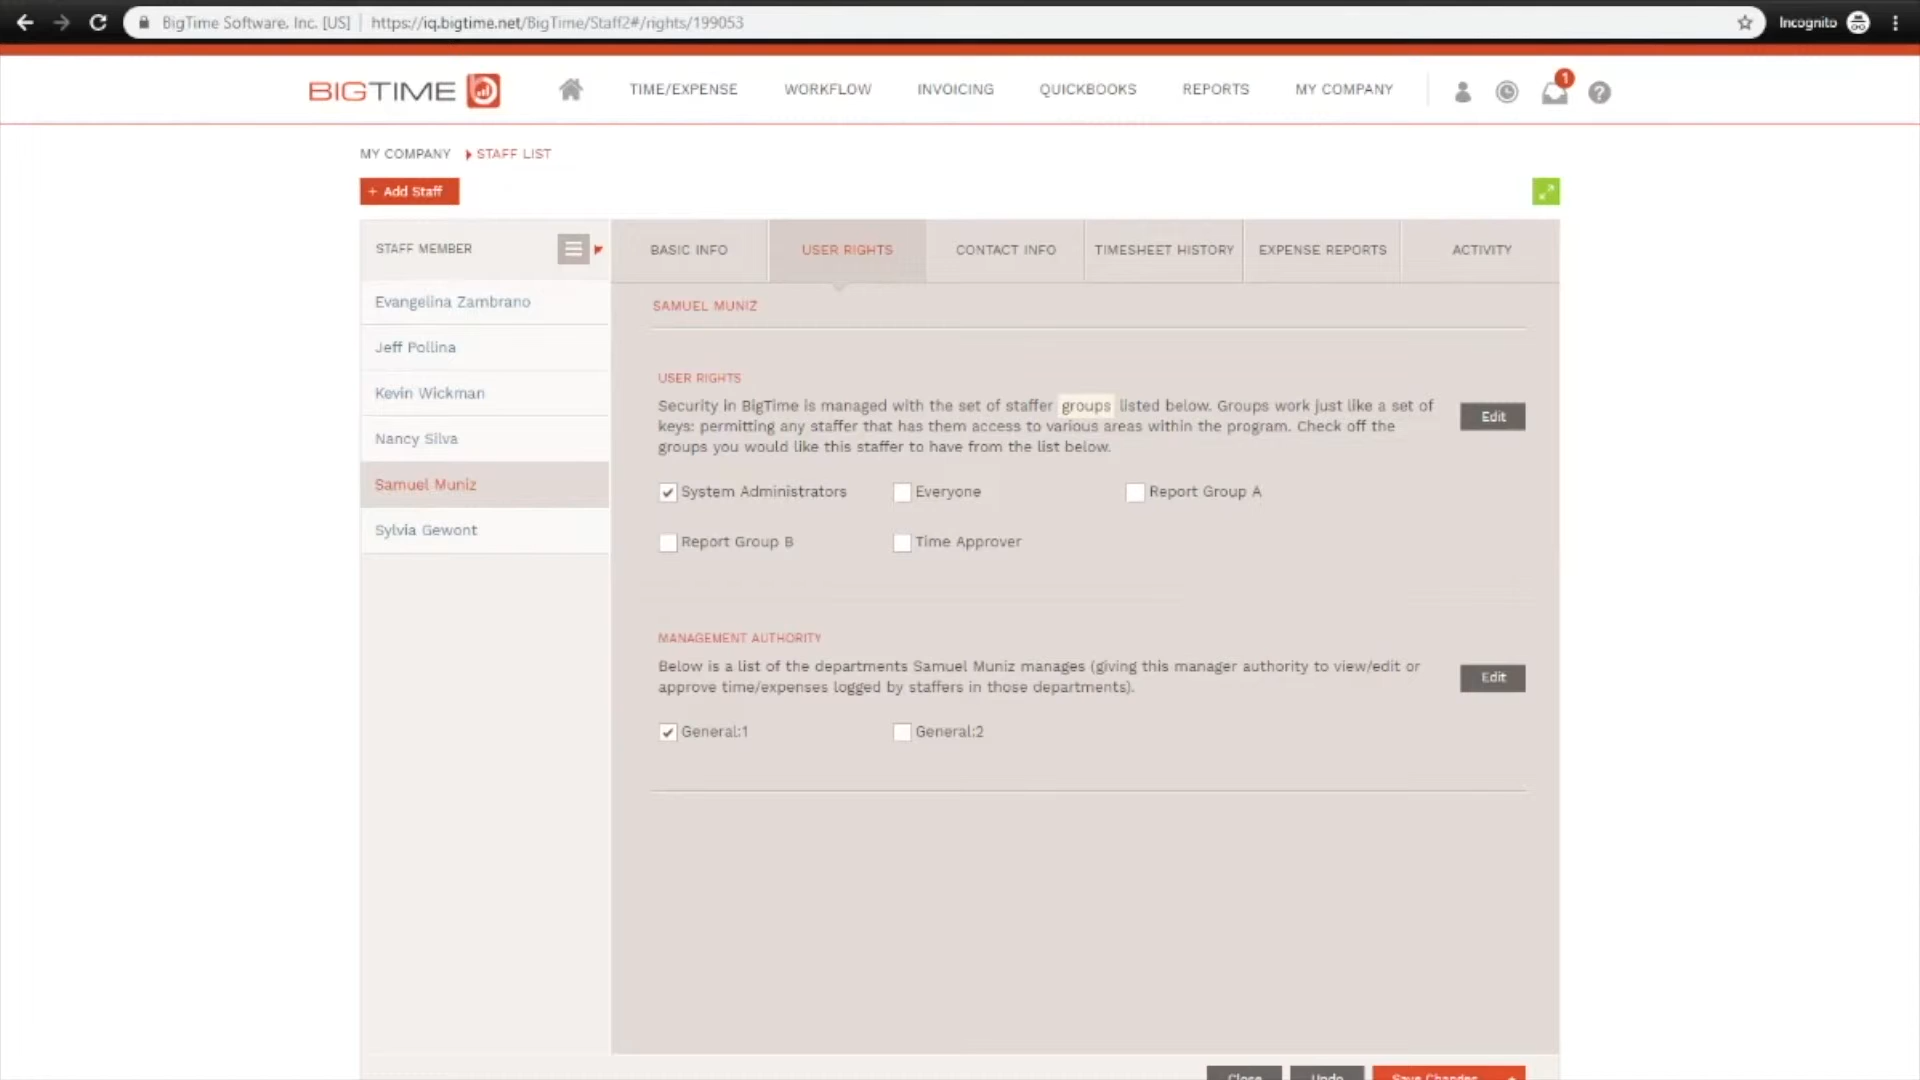 BigTime Software, Inc. [US] | https://iq.bigtime.net/BigTime/Staff2#/rights/199053
Incognito
BIGTIME
TIME/EXPENSE
WORKFLOW
INVOICING
QUICKBOOKS
REPORTS
MY COMPANY
1
?
MY COMPANY
STAFF LIST
+ Add Staff
STAFF MEMBER
BASIC INFO
USER RIGHTS
CONTACT INFO
TIMESHEET HISTORY
EXPENSE REPORTS
ACTIVITY
Evangelina Zambrano
Jeff Pollina
Kevin Wickman
Nancy Silva
Samuel Muniz
Sylvia Gewont
SAMUEL MUNIZ
USER RIGHTS
Security in BigTime is managed with the set of staffer groups listed below. Groups work just like a set of
keys: permitting any staffer that has them access to various areas within the program. Check off the
groups you would like this staffer to have from the list below.
Edit
System Administrators
Everyone
Report Group A
Report Group B
Time Approver
MANAGEMENT AUTHORITY
Below is a list of the departments Samuel Muniz manages (giving this manager authority to view/edit or
approve time/expenses logged by staffers in those departments).
Edit
General:1
General:2
Close
Undo
Save Changes